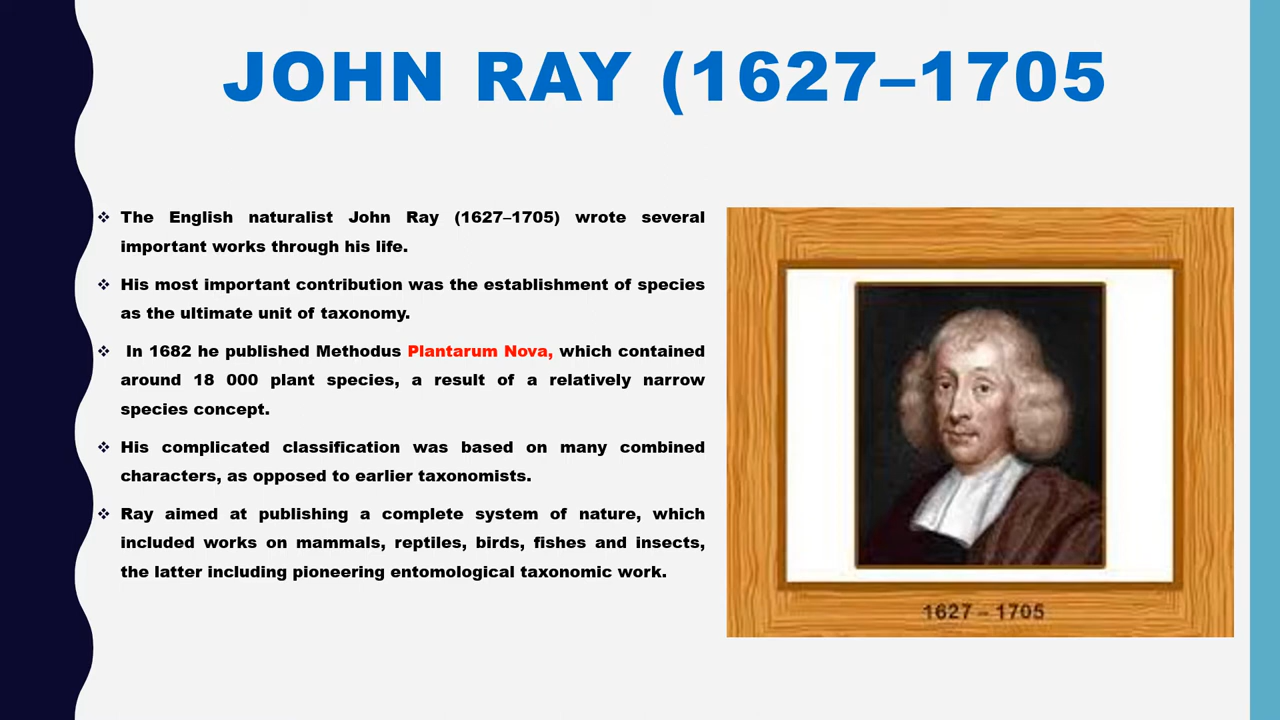 JOHN RAY (1627–1705
❖ The English naturalist John Ray (1627–1705) wrote several
important works through his life.
❖ His most important contribution was the establishment of species
as the ultimate unit of taxonomy.
❖ In 1682 he published Methodus Plantarum Nova, which contained
around 18 000 plant species, a result of a relatively narrow
species concept.
❖ His complicated classification was based on many combined
characters, as opposed to earlier taxonomists.
❖ Ray aimed at publishing a complete system of nature, which
included works on mammals, reptiles, birds, fishes and insects,
the latter including pioneering entomological taxonomic work.
1627 – 1705